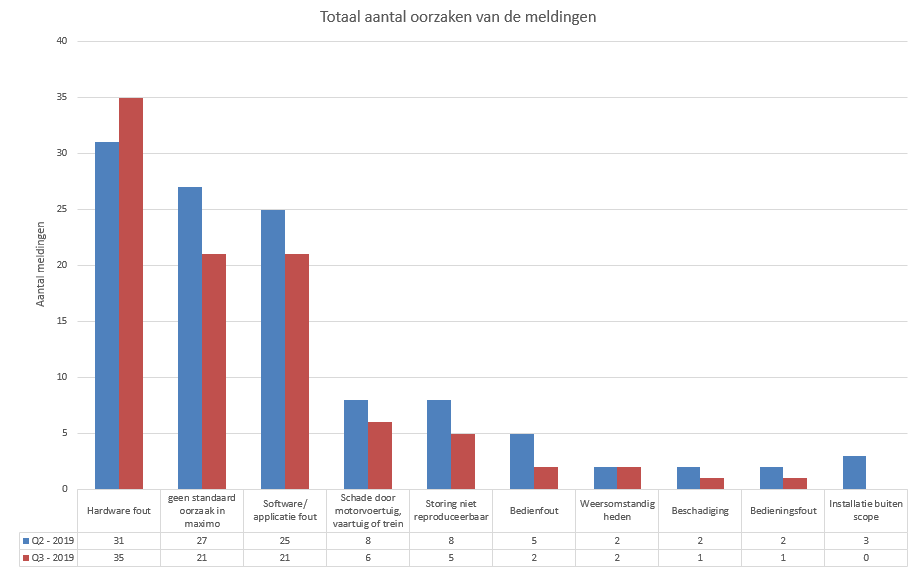 Totaal aantal oorzaken van de meldingen
40
35
30
25
20
15
10
5
0
Aantal meldingen
Hardware fout
geen standaard
oorzaak in
maximo
Software/
applicatie fout
Schade door
motorvoertuig,
vaartuig of trein
Storing niet
reproduceerbaar
Bedienfout
Weersomstandig
heden
Beschadiging
Bedieningsfout
Installatie buiten
scope
Q2 - 2019 31 27 25 8 8 5 2 2 2 3
Q3 - 2019 35 21 21 6 5 2 2 1 1 0